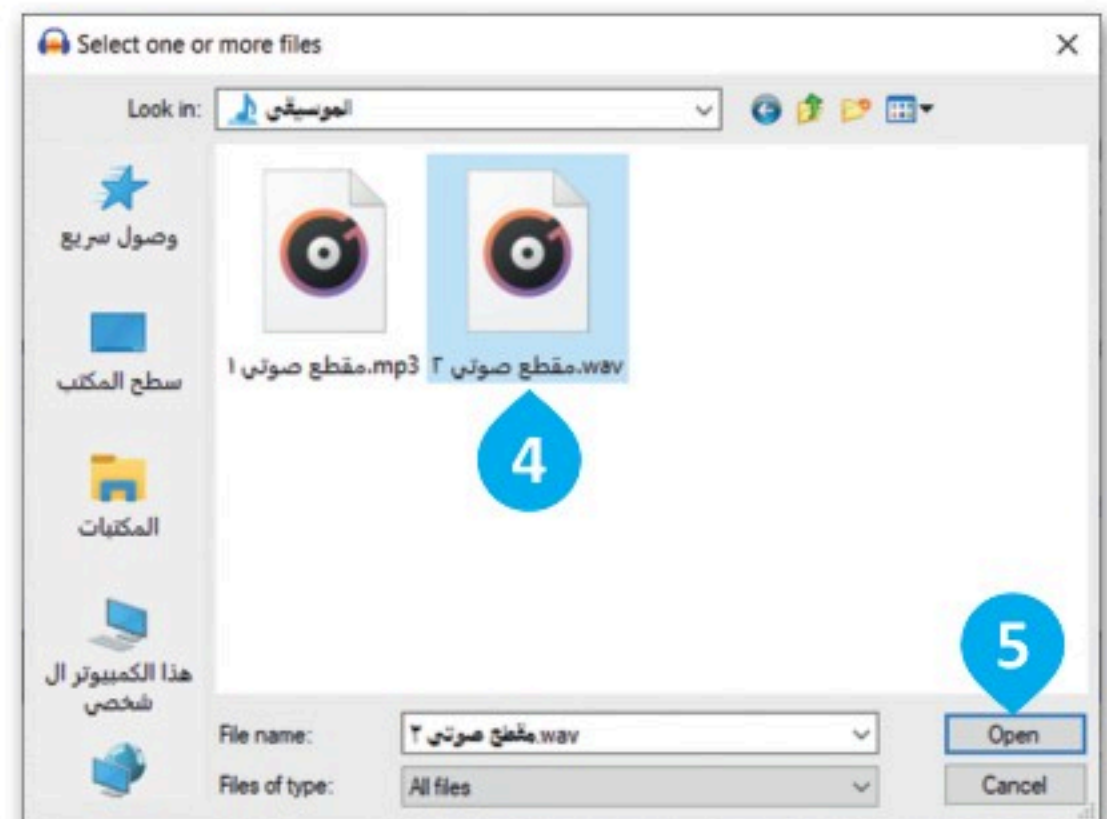 Select one or more files
Look in: الموسيقى
وصول سريع
سطح المكتب
المكتبات
هذا الكمبيوتر ال
شخصي
مقطع صوتي ١.mp3
مقطع صوتي ٢.wav
4
5
File name: مقطع صوتي ٢.wav
Open
Files of type: All files
Cancel